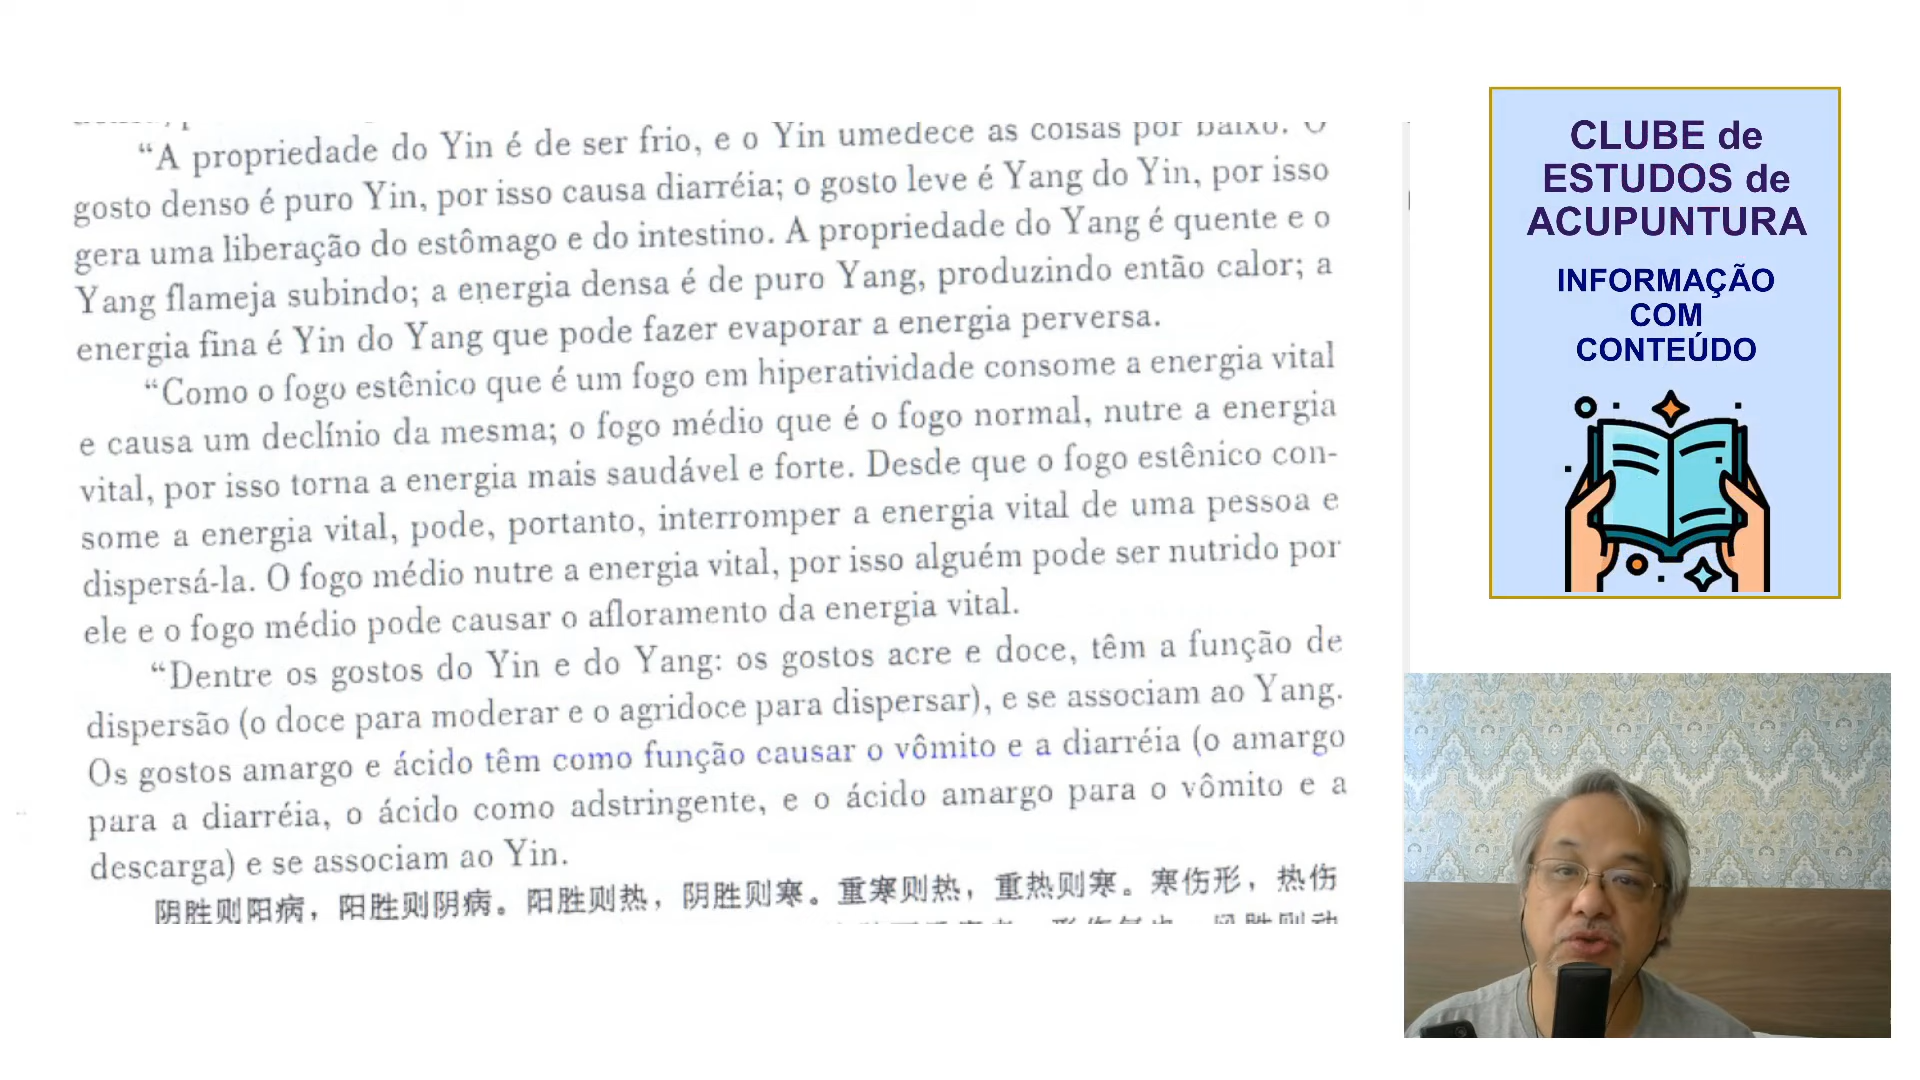 “A propriedade do Yin é de ser frio, e o Yin umedece as coisas por baixo. O
gosto denso é puro Yin, por isso causa diarréia; o gosto leve é Yang do Yin, por isso
gera uma liberação do estômago e do intestino. A propriedade do Yang é quente e o
Yang flameja subindo; a energia densa é de puro Yang, produzindo então calor; a
energia fina é Yin do Yang que pode fazer evaporar a energia perversa.
“Como o fogo estênico que é um fogo em hiperatividade consome a energia vital
e causa um declínio da mesma; o fogo médio que é o fogo normal, nutre a energia
vital, por isso torna a energia mais saudável e forte. Desde que o fogo estênico con-
some a energia vital, pode, portanto, interromper a energia vital de uma pessoa e
dispersá-la. O fogo médio nutre a energia vital, por isso alguém pode ser nutrido por
ele e o fogo médio pode causar o afloramento da energia vital.
“Dentre os gostos do Yin e do Yang: os gostos acre e doce, têm a função de
dispersão (o doce para moderar e o agridoce para dispersar), e se associam ao Yang.
Os gostos amargo e ácido têm como função causar o vômito e a diarréia (o amargo
para a diarréia, o ácido como adstringente, e o ácido amargo para o vômito e a
descarga) e se associam ao Yin.
阴胜则阳病，阳胜则阴病。阳胜则热，阴胜则寒。重寒则热，重热则寒。寒伤形，热伤
CLUBE de
ESTUDOS de
ACUPUNTURA
INFORMAÇÃO
COM
CONTEÚDO